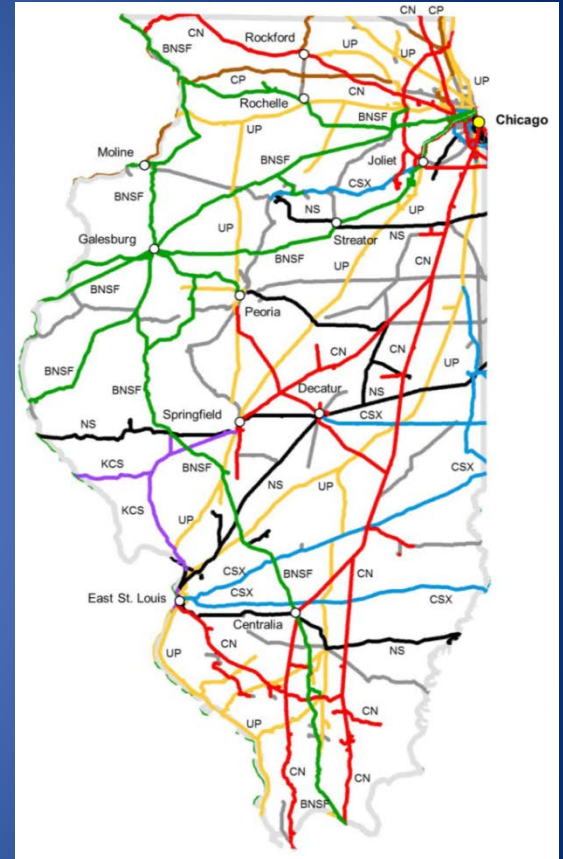 CN CP
CN
Rockford
UP
UP
BNSF
UP
CP
CN
Rochelle
BNSF
Chicago
UP
Moline
BNSF
Joliet
CSX
BNSF
NS
UP
Galesburg
UP
Streator
NS
BNSF
CN
UP
BNSF
Peoria
CN
CN
UP
BNSF
Decatur
BNSF
NS
Springfield
CSX
NS
KCS
BNSF
CSX
NS
UP
KCS
UP
CSX
BNSF
CN
CSX
East St. Louis
CSX
Centralia
CN
NS
UP
CN
UP
CN
CN
BNSF